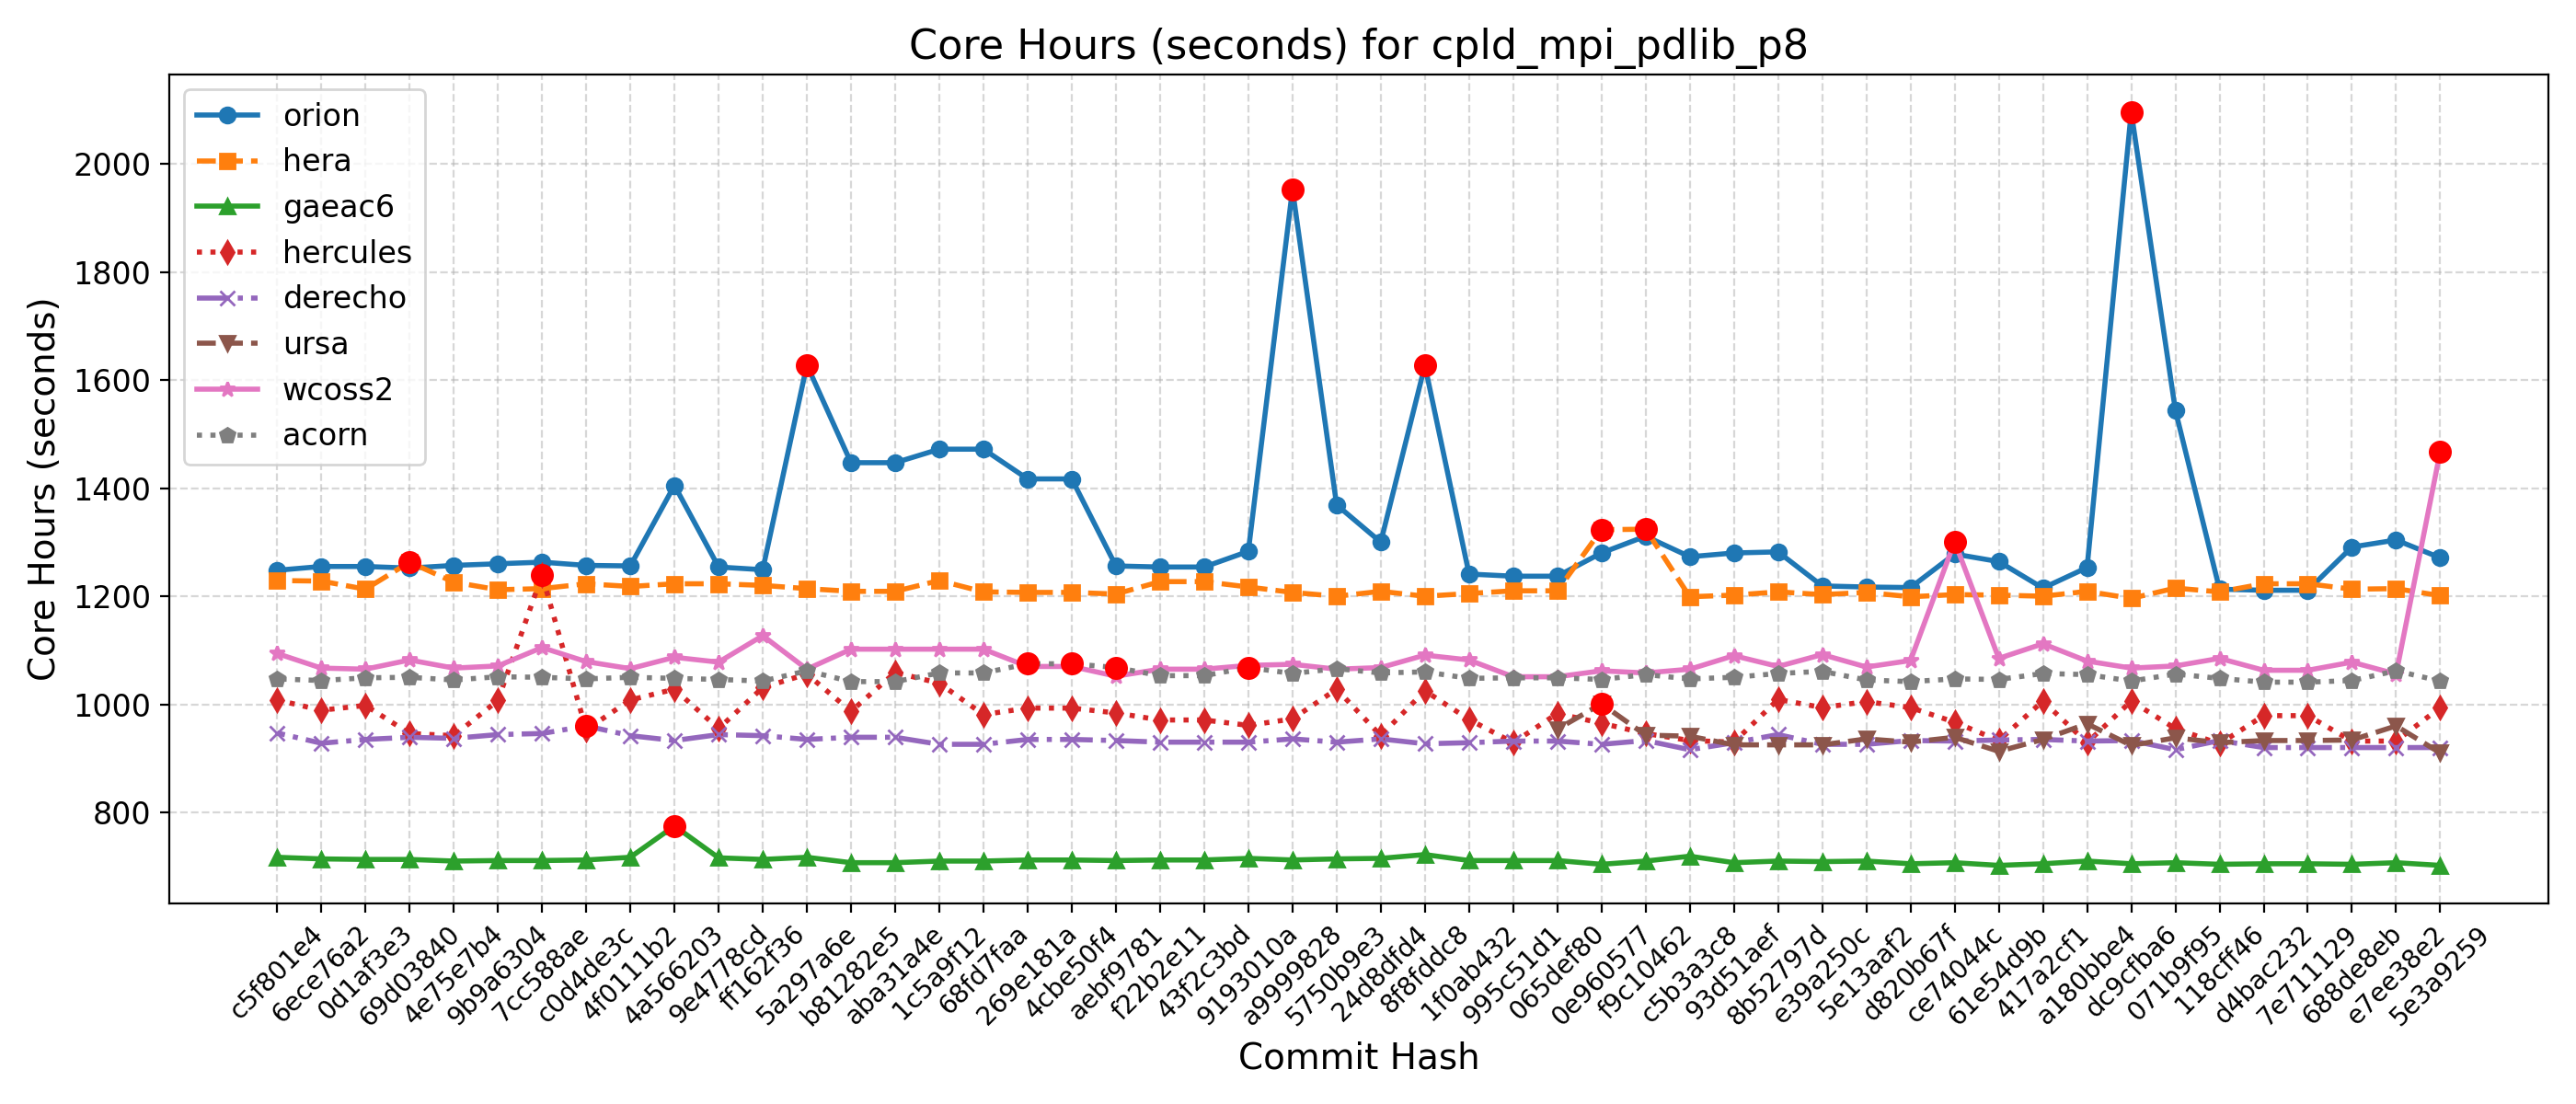 Core Hours (seconds) for cpld_mpi_pdlib_p8
orion
hera
gaeac6
hercules
derecho
ursa
wcoss2
acorn
Core Hours (seconds)
2000
1800
1600
1400
1200
1000
800
c5f801e4
6ece76a2
0d1af3e3
69d03840
4e75e7b4
9b9a6304
7cc588ae
c0d4de3c
4f0111b2
4a566203
9e4778cd
ff162f36
5a297a6e
b81282e5
aba31a4e
1c5a9f12
68fd7faa
269e181a
4cbe50f4
aebf9781
f22b2e11
43f2c3bd
9193010a
a9999828
5750b9e3
24d8dfd4
8f8fddc8
1f0ab432
995c51d1
065def80
0e960577
f9c10462
c5b3a3c8
93d51aef
8b52797d
e39a250c
5e13aaf2
d820b67f
ce74044c
61e54d9b
417a2cf1
a180bbe4
dc9cfba6
071b9f95
118cff46
d4bac232
7e711129
688de8eb
e7ee38e2
5e3a9259
Commit Hash